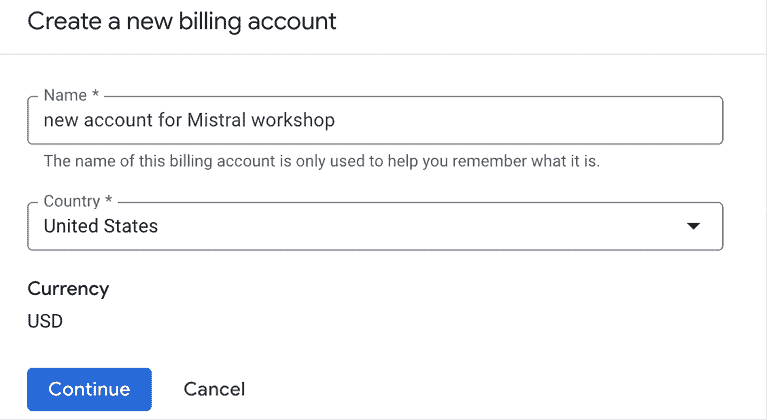 Create a new billing account
Name *
new account for Mistral workshop
The name of this billing account is only used to help you remember what it is.
Country *
United States
Currency
USD
Continue Cancel